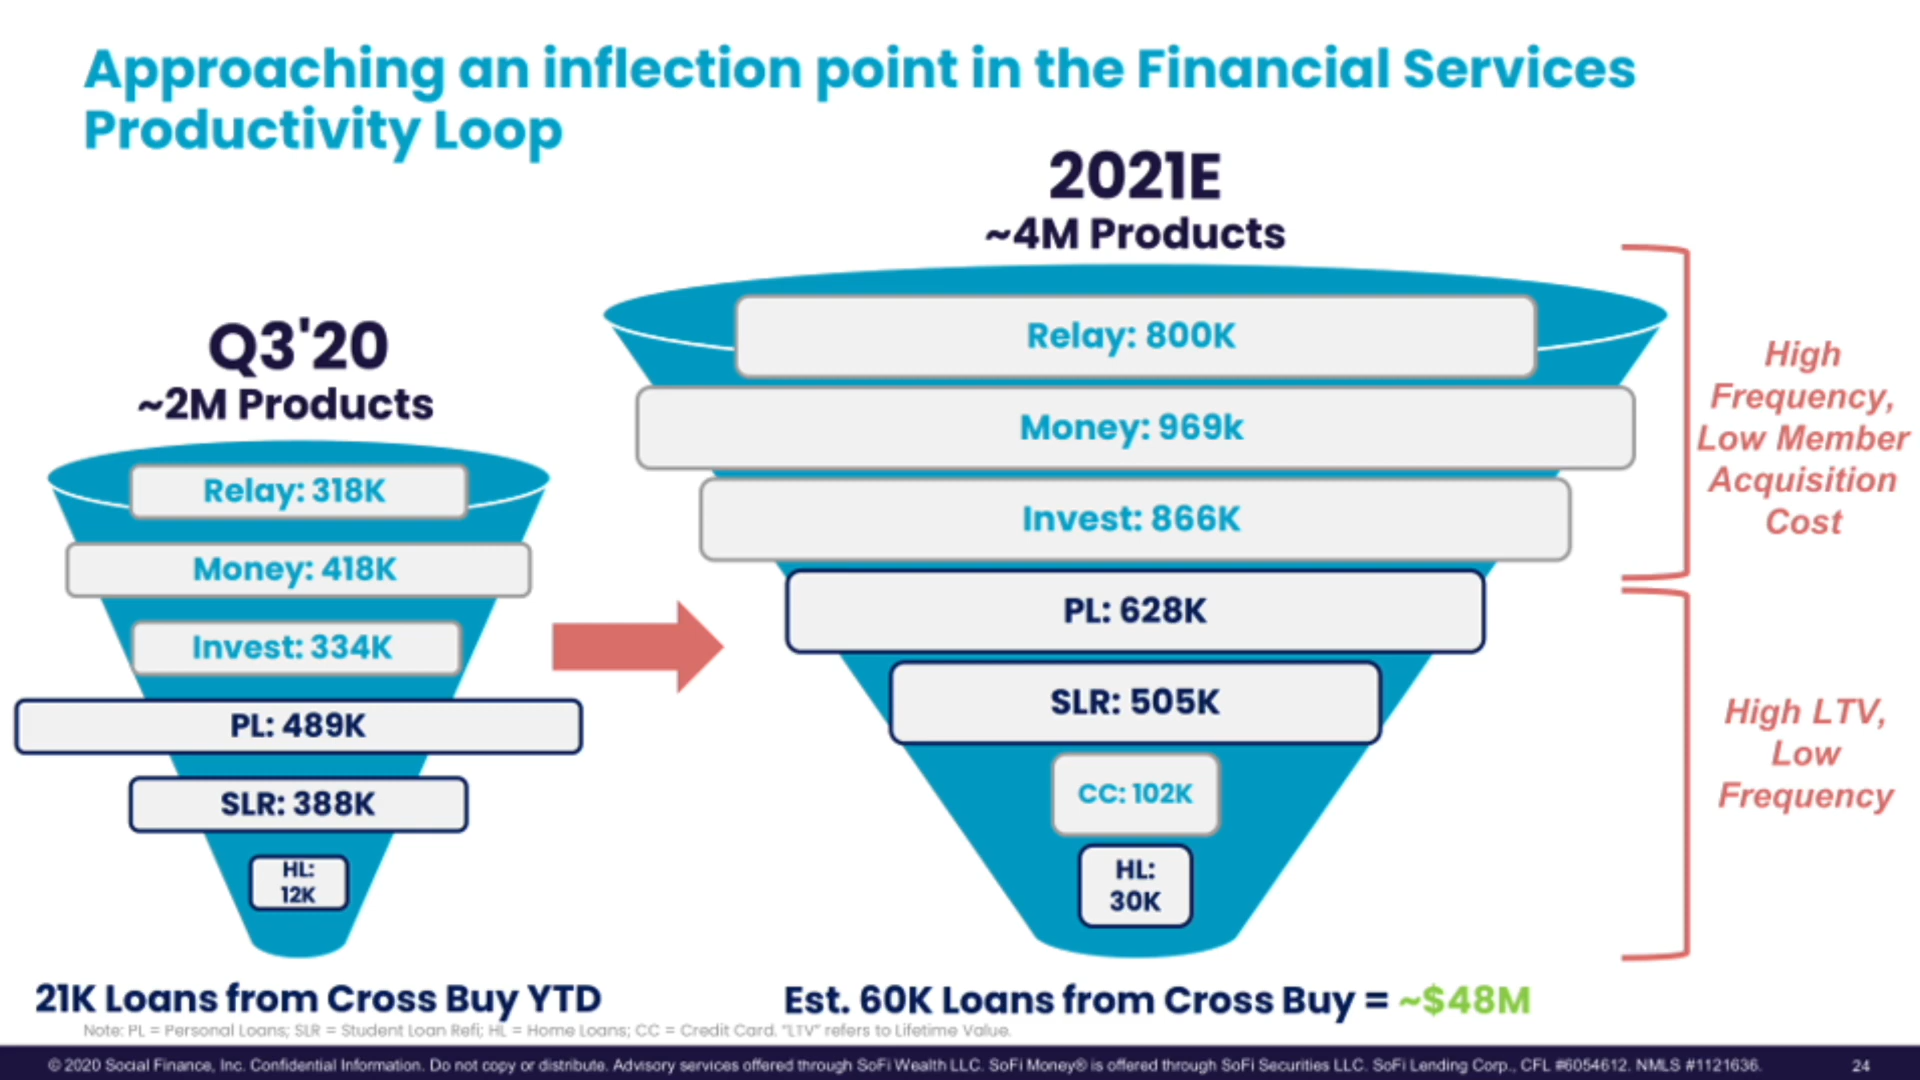 Approaching an inflection point in the Financial Services
Productivity Loop
Q3'20
~2M Products
Relay: 318K
Money: 418K
Invest: 334K
PL: 489K
SLR: 388K
HL:
12K
21K Loans from Cross Buy YTD
2021E
~4M Products
Relay: 800K
Money: 969k
Invest: 866K
PL: 628K
SLR: 505K
CC: 102K
HL:
30K
Est. 60K Loans from Cross Buy = ~$48M
High
Frequency,
Low Member
Acquisition
Cost
High LTV,
Low
Frequency
Note: PL = Personal Loans; SLR = Student Loan Refi; HL = Home Loans; CC = Credit Card. "LTV" refers to Lifetime Value.
© 2020 Social Finance, Inc. Confidential Information. Do not copy or distribute. Advisory services offered through SoFi Wealth LLC. SoFi Money® is offered through SoFi Securities LLC. SoFi Lending Corp., CFL #6054612. NMLS #1121636.
24